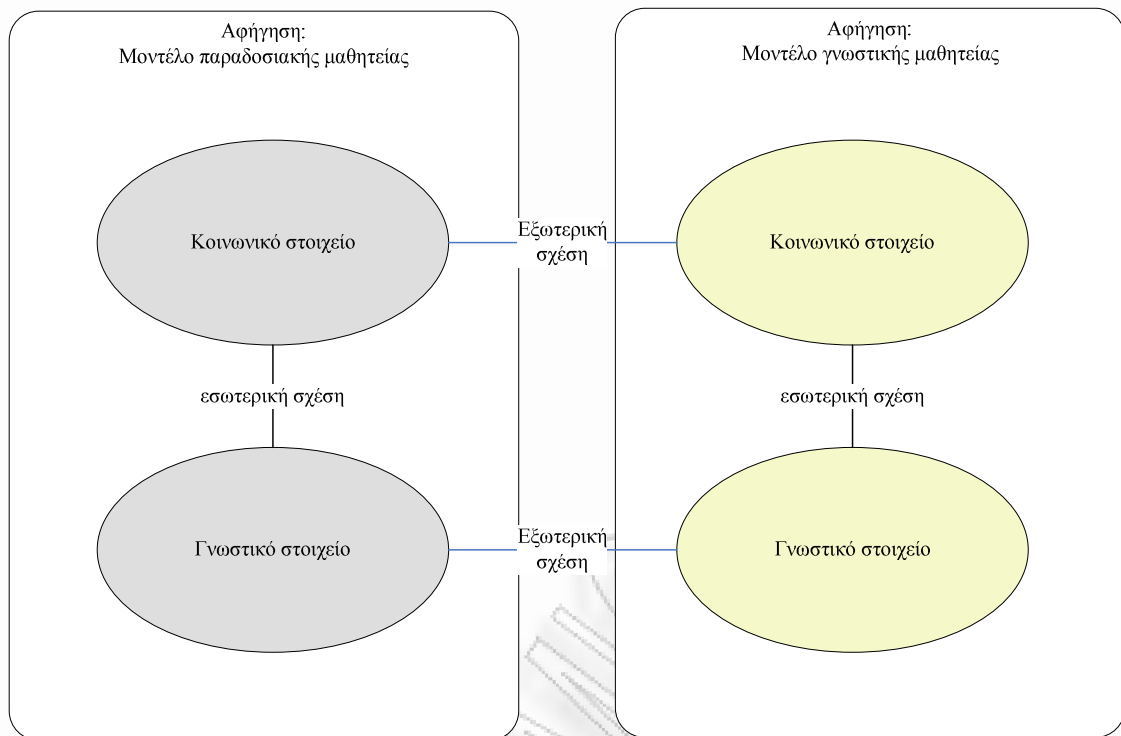 Αφήγηση:
Μοντέλο παραδοσιακής μαθητείας
Αφήγηση:
Μοντέλο γνωστικής μαθητείας
Κοινωνικό στοιχείο
Εξωτερική
σχέση
Κοινωνικό στοιχείο
εσωτερική σχέση
εσωτερική σχέση
Γνωστικό στοιχείο
Εξωτερική
σχέση
Γνωστικό στοιχείο